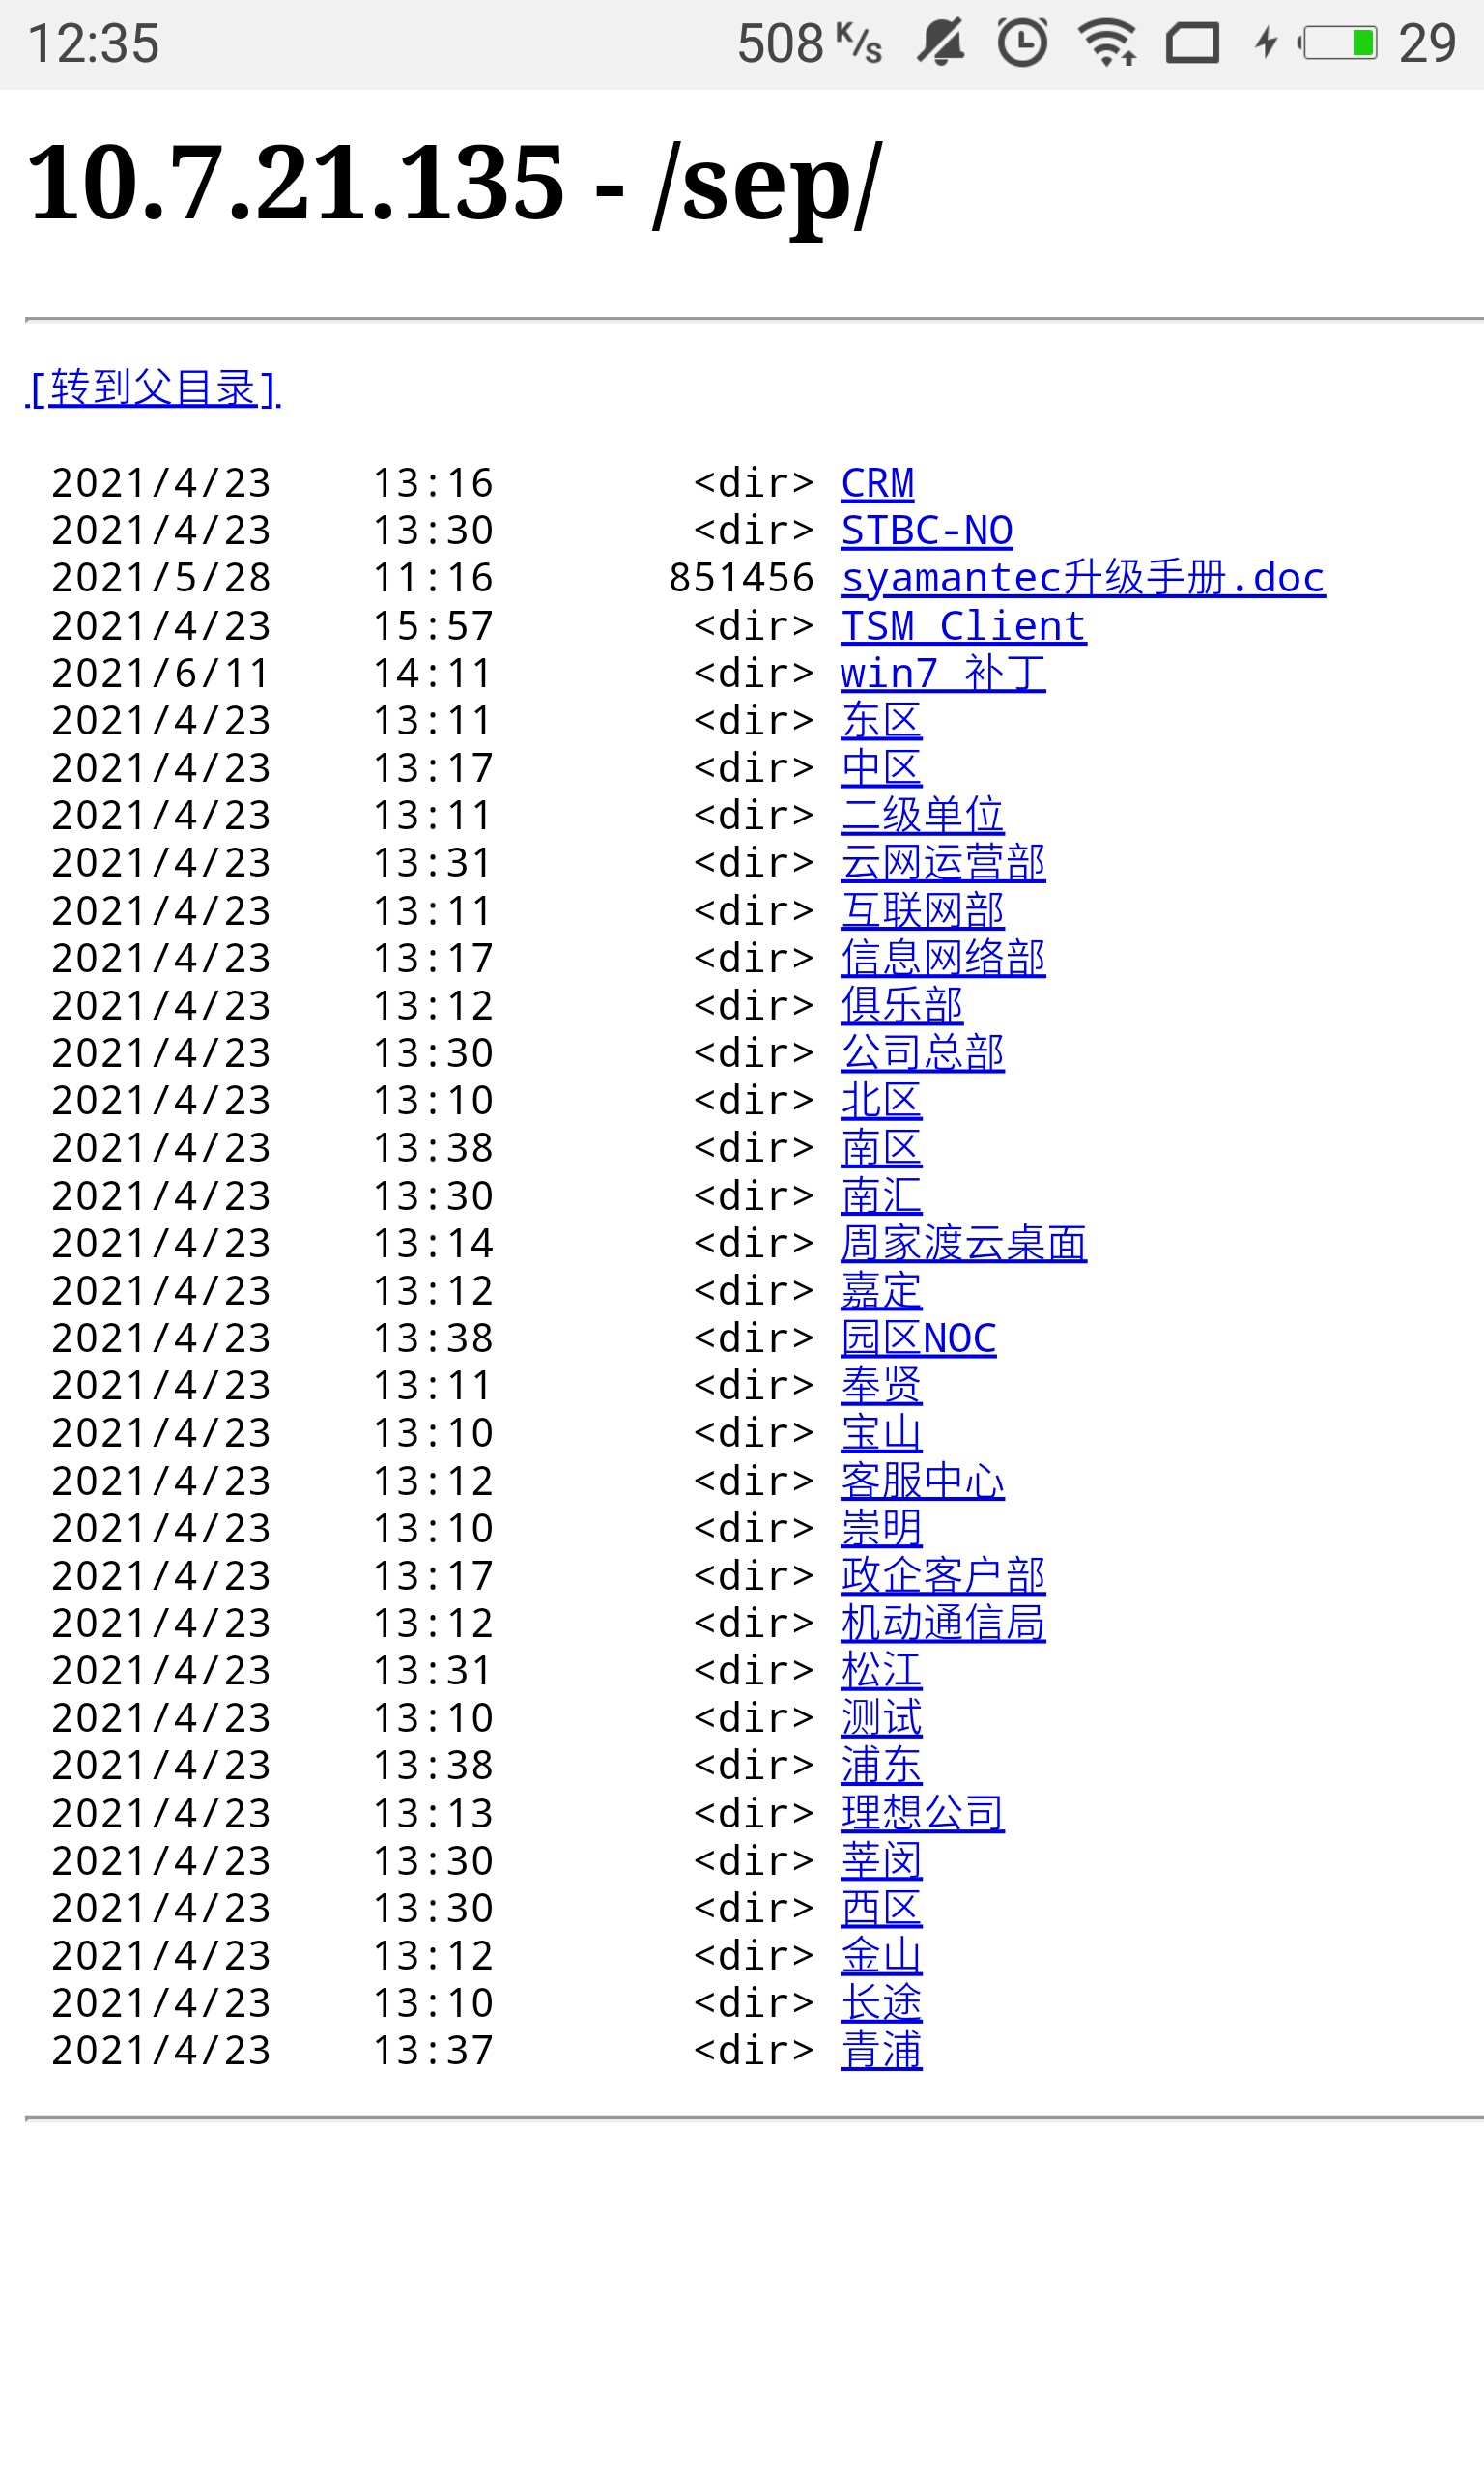 12:35 508 K/s 29
10.7.21.135 - /sep/
[转到父目录]
2021/4/23 13:16 <dir> CRM
2021/4/23 13:30 <dir> STBC-NO
2021/5/28 11:16 851456 syamantec升级手册.doc
2021/4/23 15:57 <dir> TSM Client
2021/6/11 14:11 <dir> win7 补丁
2021/4/23 13:11 <dir> 东区
2021/4/23 13:17 <dir> 中区
2021/4/23 13:11 <dir> 二级单位
2021/4/23 13:31 <dir> 云网运营部
2021/4/23 13:11 <dir> 互联网部
2021/4/23 13:17 <dir> 信息网络部
2021/4/23 13:12 <dir> 俱乐部
2021/4/23 13:30 <dir> 公司总部
2021/4/23 13:10 <dir> 北区
2021/4/23 13:38 <dir> 南区
2021/4/23 13:30 <dir> 南汇
2021/4/23 13:14 <dir> 周家渡云桌面
2021/4/23 13:12 <dir> 嘉定
2021/4/23 13:38 <dir> 园区NOC
2021/4/23 13:11 <dir> 奉贤
2021/4/23 13:10 <dir> 宝山
2021/4/23 13:12 <dir> 客服中心
2021/4/23 13:10 <dir> 崇明
2021/4/23 13:17 <dir> 政企客户部
2021/4/23 13:12 <dir> 机动通信局
2021/4/23 13:31 <dir> 松江
2021/4/23 13:10 <dir> 测试
2021/4/23 13:38 <dir> 浦东
2021/4/23 13:13 <dir> 理想公司
2021/4/23 13:30 <dir> 莘闵
2021/4/23 13:30 <dir> 西区
2021/4/23 13:12 <dir> 金山
2021/4/23 13:10 <dir> 长途
2021/4/23 13:37 <dir> 青浦